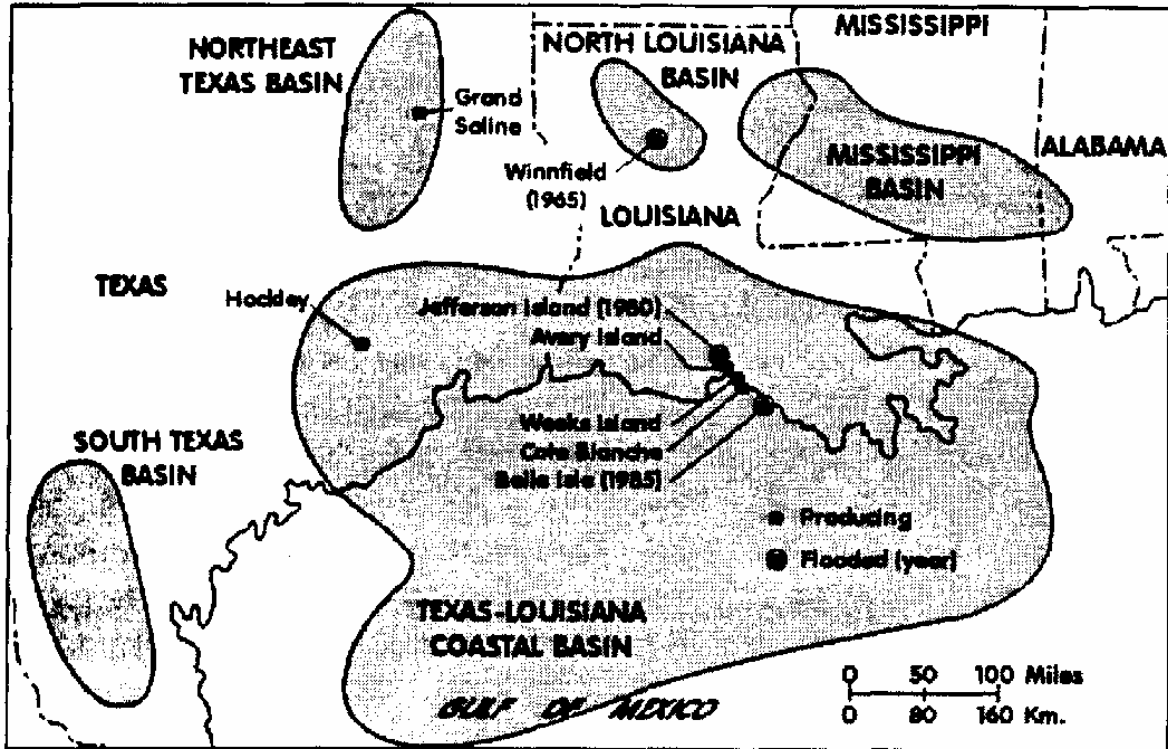 NORTHEAST
TEXAS BASIN
Grand
Saline
NORTH LOUISIANA
BASIN
Winnfield
(1965)
MISSISSIPPI
MISSISSIPPI
BASIN
ALABAMA
LOUISIANA
TEXAS
Hockley
Jefferson Island (1980)
Avery Island
Weeks Island
Cote Blanche
Belle Isle (1985)
SOUTH TEXAS
BASIN
Producing
Flooded (year)
TEXAS-LOUISIANA
COASTAL BASIN
GULF OF MEXICO
0 50 100 Miles
0 80 160 Km.